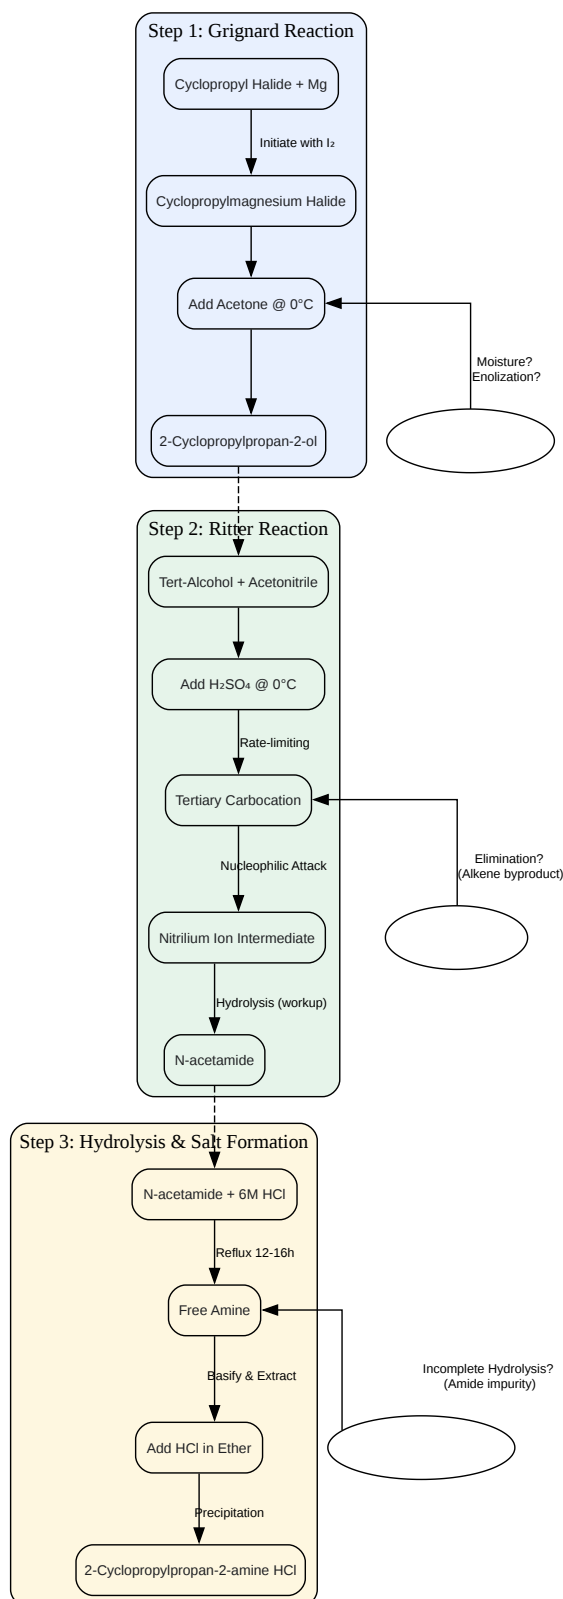 Step 1: Grignard Reaction
Cyclopropyl Halide + Mg
Initiate with I₂
Cyclopropylmagnesium Halide
Add Acetone @ 0°C
Moisture?
Enolization?
2-Cyclopropylpropan-2-ol
Step 2: Ritter Reaction
Tert-Alcohol + Acetonitrile
Add H₂SO₄ @ 0°C
Rate-limiting
Tertiary Carbocation
Nucleophilic Attack
Elimination?
(Alkene byproduct)
Nitrilium Ion Intermediate
Hydrolysis (workup)
N-acetamide
Step 3: Hydrolysis & Salt Formation
N-acetamide + 6M HCl
Reflux 12-16h
Free Amine
Basify & Extract
Incomplete Hydrolysis?
(Amide impurity)
Add HCl in Ether
Precipitation
2-Cyclopropylpropan-2-amine HCl